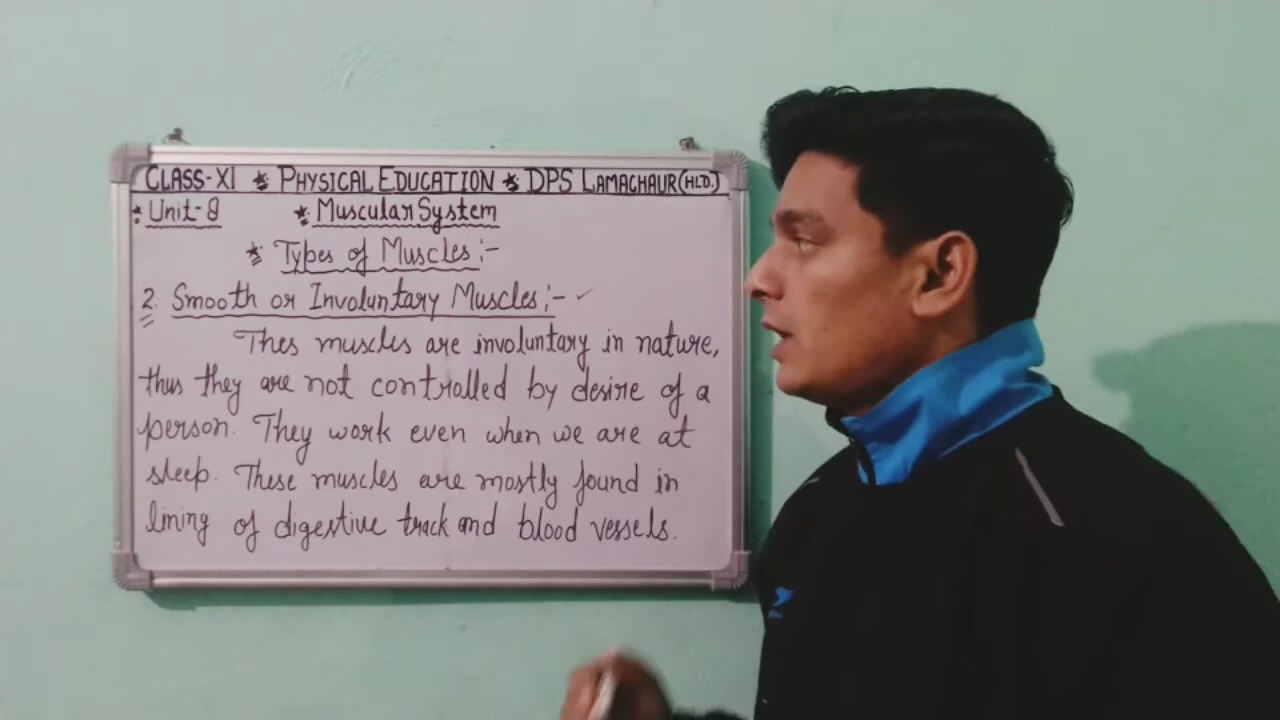 CLASS-XI * PHYSICAL EDUCATION * DPS LAMACHAUR (HLD.)
* Unit-8 * Muscular System
* Types of Muscles :-
2. Smooth or Involuntary Muscles :- ✓
Thes muscles are involuntary in nature,
thus they are not controlled by desire of a
person. They work even when we are at
sleep. These muscles are mostly found in
lining of digestive track and blood vessels.